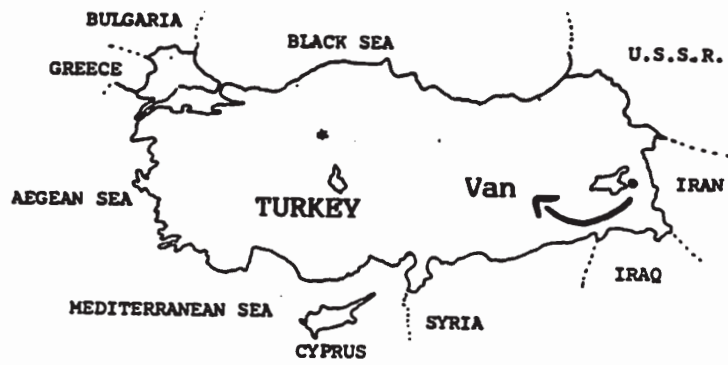 BULGARIA
BLACK SEA
U.S.S.R.
GREECE
*
AEGEAN SEA
TURKEY
Van
IRAN
IRAQ
MEDITERRANEAN SEA
SYRIA
CYPRUS